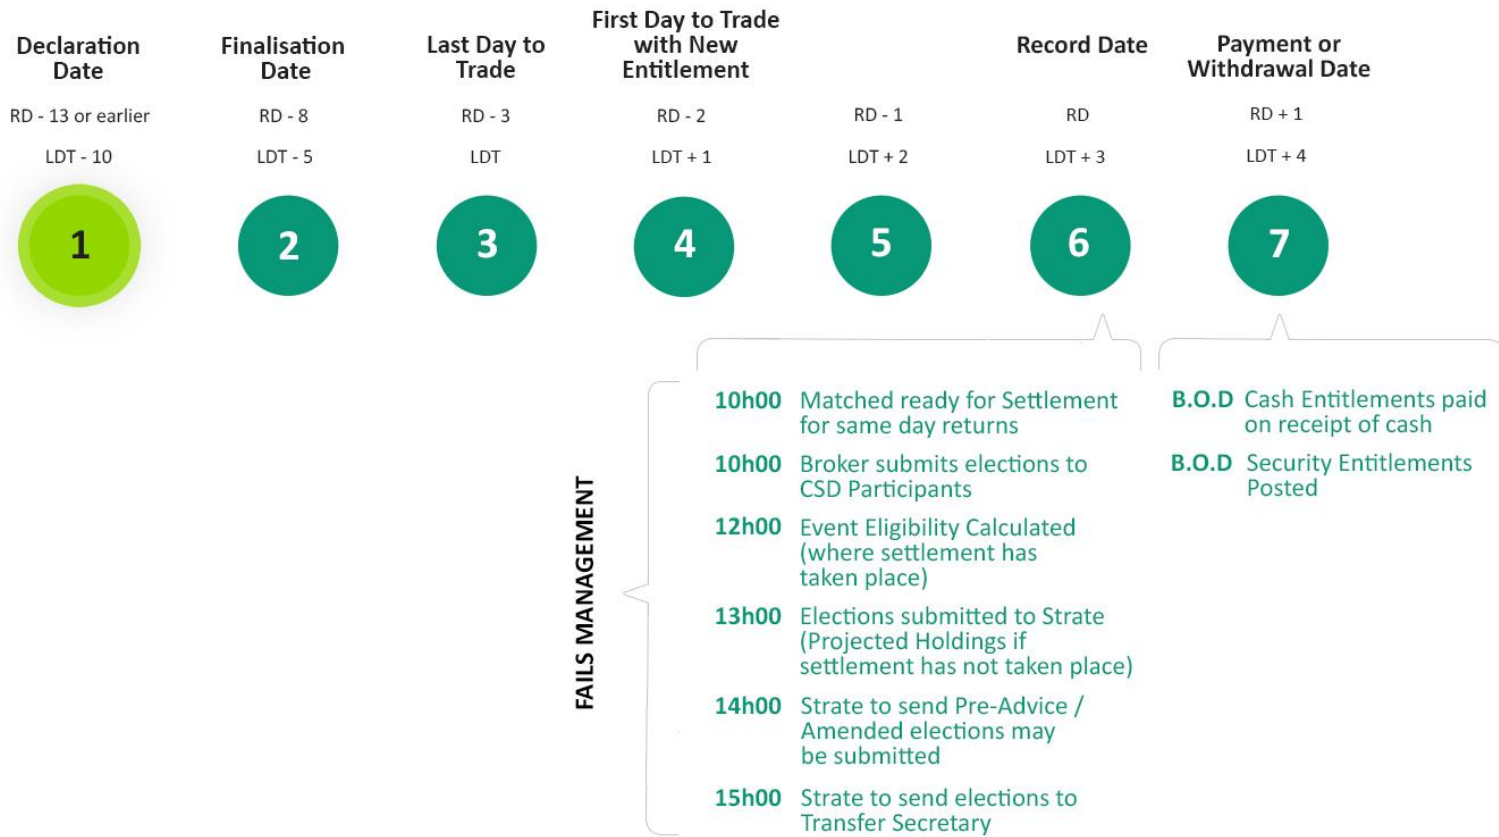 Declaration
Date
RD - 13 or earlier
LDT - 10
1
Finalisation
Date
RD - 8
LDT - 5
2
Last Day to
Trade
RD - 3
LDT
3
First Day to Trade
with New
Entitlement
RD - 2
LDT + 1
4
RD - 1
LDT + 2
5
Record Date
RD
LDT + 3
6
Payment or
Withdrawal Date
RD + 1
LDT + 4
7
FAILS MANAGEMENT
10h00 Matched ready for Settlement
for same day returns
10h00 Broker submits elections to
CSD Participants
12h00 Event Eligibility Calculated
(where settlement has
taken place)
13h00 Elections submitted to Strate
(Projected Holdings if
settlement has not taken place)
14h00 Strate to send Pre-Advice /
Amended elections may
be submitted
15h00 Strate to send elections to
Transfer Secretary
B.O.D Cash Entitlements paid
on receipt of cash
B.O.D Security Entitlements
Posted